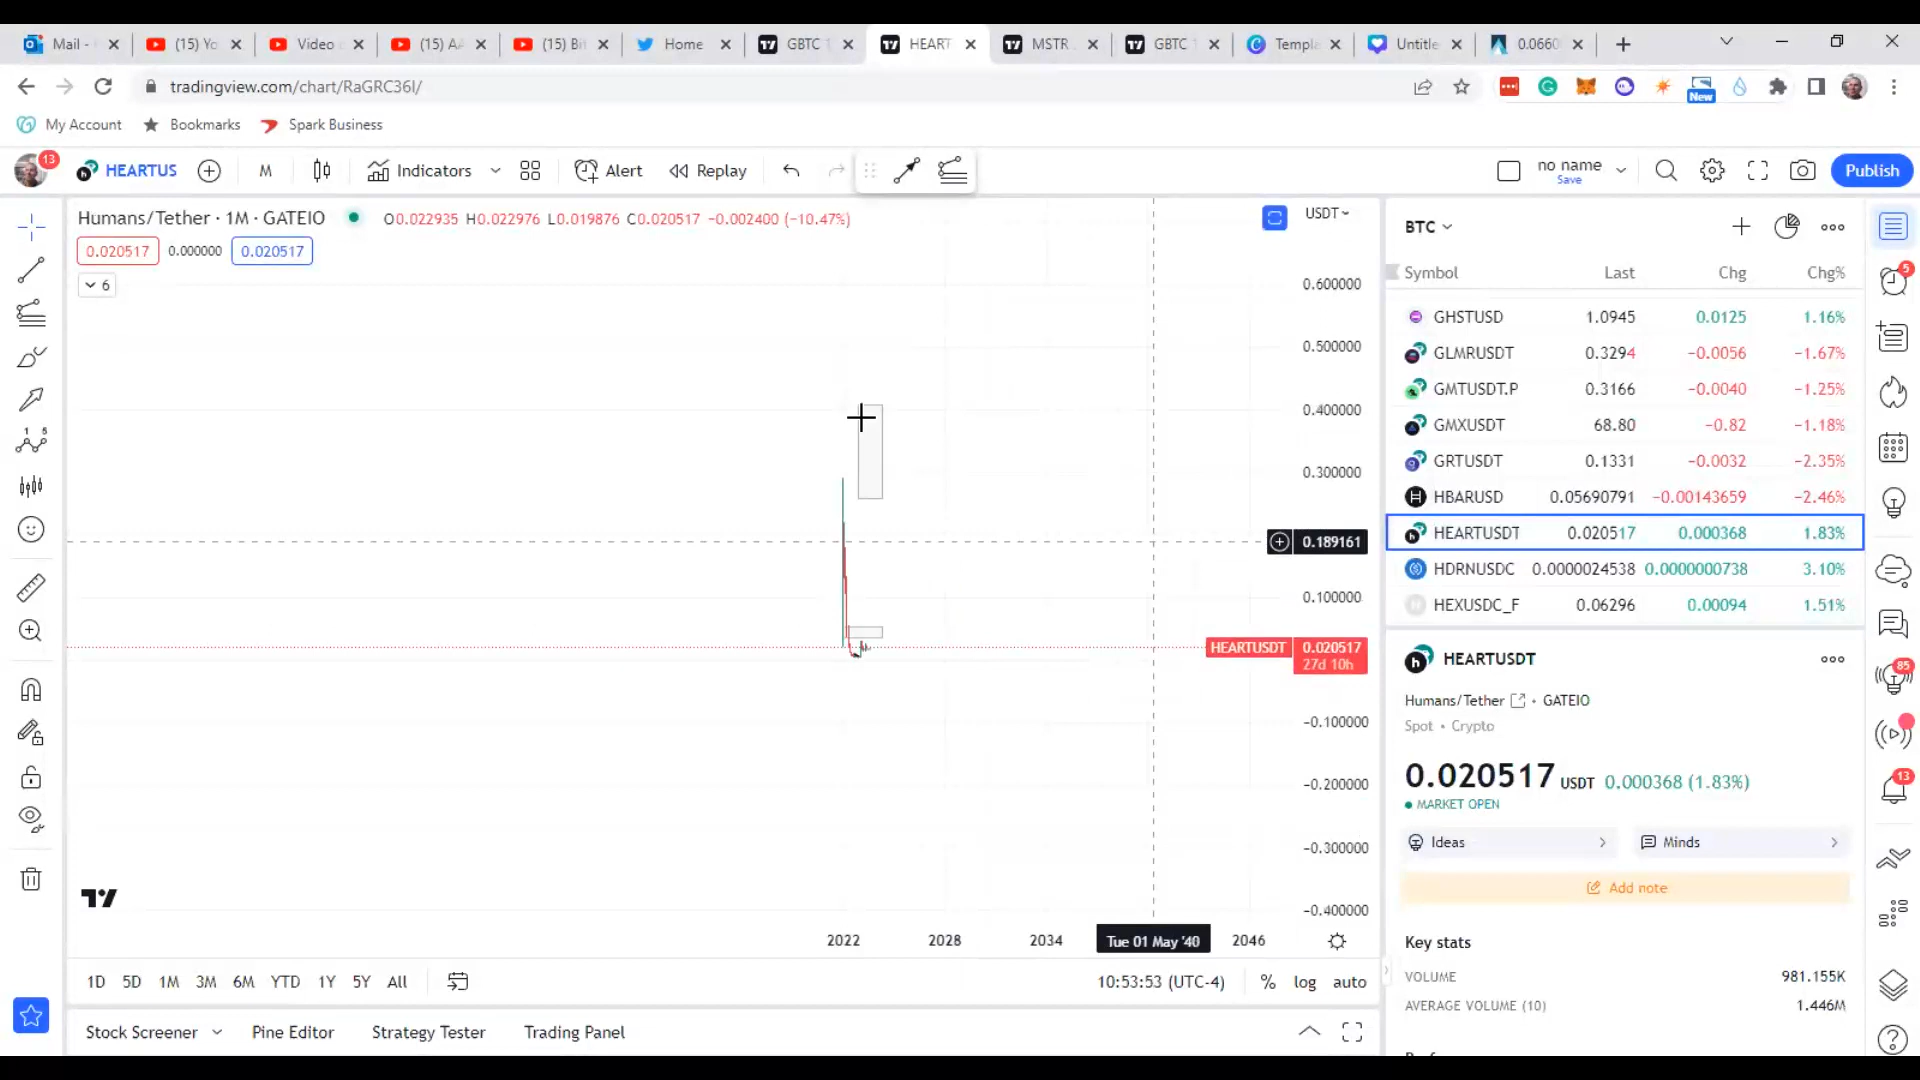 Mail -
(15) Yo
Video
(15) A
(15) Bit
Home
GBTC 1
HEART
MSTR
GBTC 1
Templ
Untitle
0.0660
tradingview.com/chart/RaGRC36I/
New
My Account
Bookmarks
Spark Business
13
HEARTUS
M
Indicators
Alert
Replay
no name
Save
Publish
Humans/Tether · 1M · GATEIO
O0.022935 H0.022976 L0.019876 C0.020517 −0.002400 (−10.47%)
USDT
0.020517
0.000000
0.020517
6
0.600000
0.500000
0.400000
0.300000
0.189161
0.100000
HEARTUSDT
0.020517
27d 10h
−0.100000
−0.200000
−0.300000
−0.400000
2022
2028
2034
Tue 01 May '40
2046
1D
5D
1M
3M
6M
YTD
1Y
5Y
All
10:53:53 (UTC-4)
%
log
auto
Stock Screener
Pine Editor
Strategy Tester
Trading Panel
BTC
Symbol Last Chg Chg%
GHSTUSD 1.0945 0.0125 1.16%
GLMRUSDT 0.3294 −0.0056 −1.67%
GMTUSDT.P 0.3166 −0.0040 −1.25%
GMXUSDT 68.80 −0.82 −1.18%
GRTUSDT 0.1331 −0.0032 −2.35%
HBARUSD 0.05690791 −0.00143659 −2.46%
HEARTUSDT 0.020517 0.000368 1.83%
HDRNUSDC 0.0000024538 0.0000000738 3.10%
HEXUSDC_F 0.06296 0.00094 1.51%
HEARTUSDT
Humans/Tether · GATEIO
Spot · Crypto
0.020517 USDT 0.000368 (1.83%)
MARKET OPEN
Ideas
Minds
Add note
Key stats
VOLUME 981.155K
AVERAGE VOLUME (10) 1.446M
5
85
13